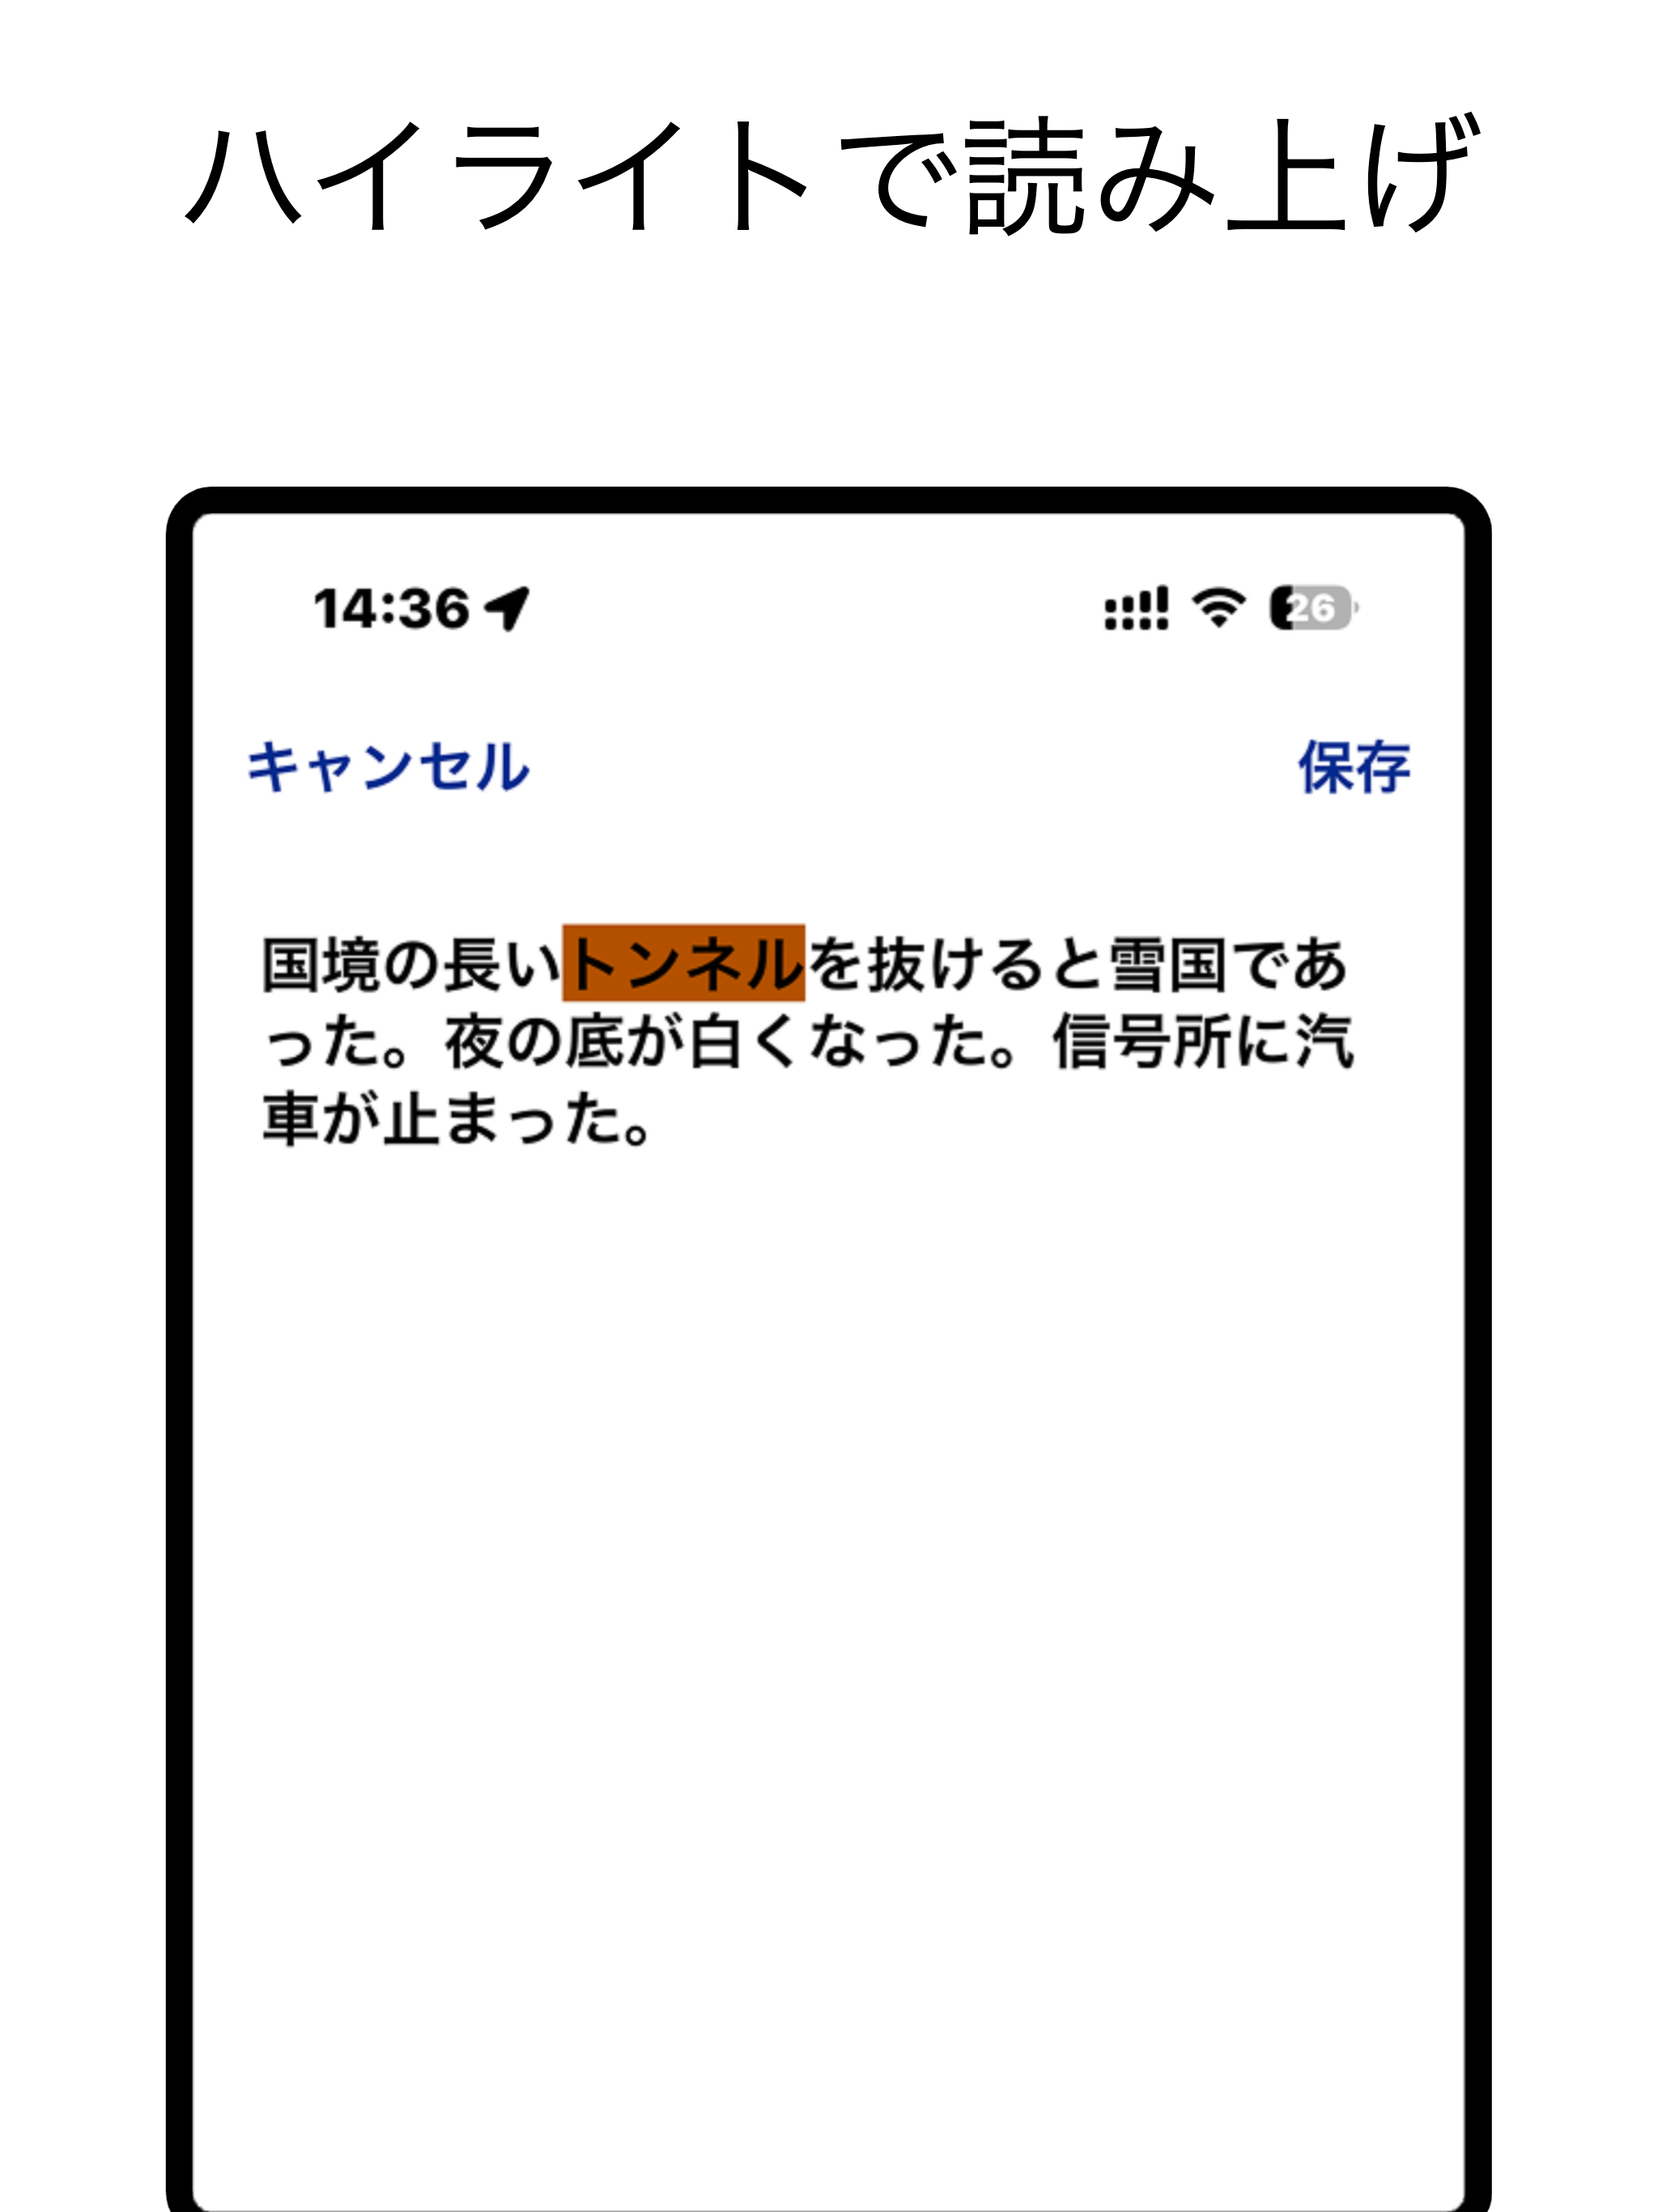 ハイライトで読み上げ
14:36
26
キャンセル
保存
国境の長いトンネルを抜けると雪国であ
った。夜の底が白くなった。信号所に汽
車が止まった。